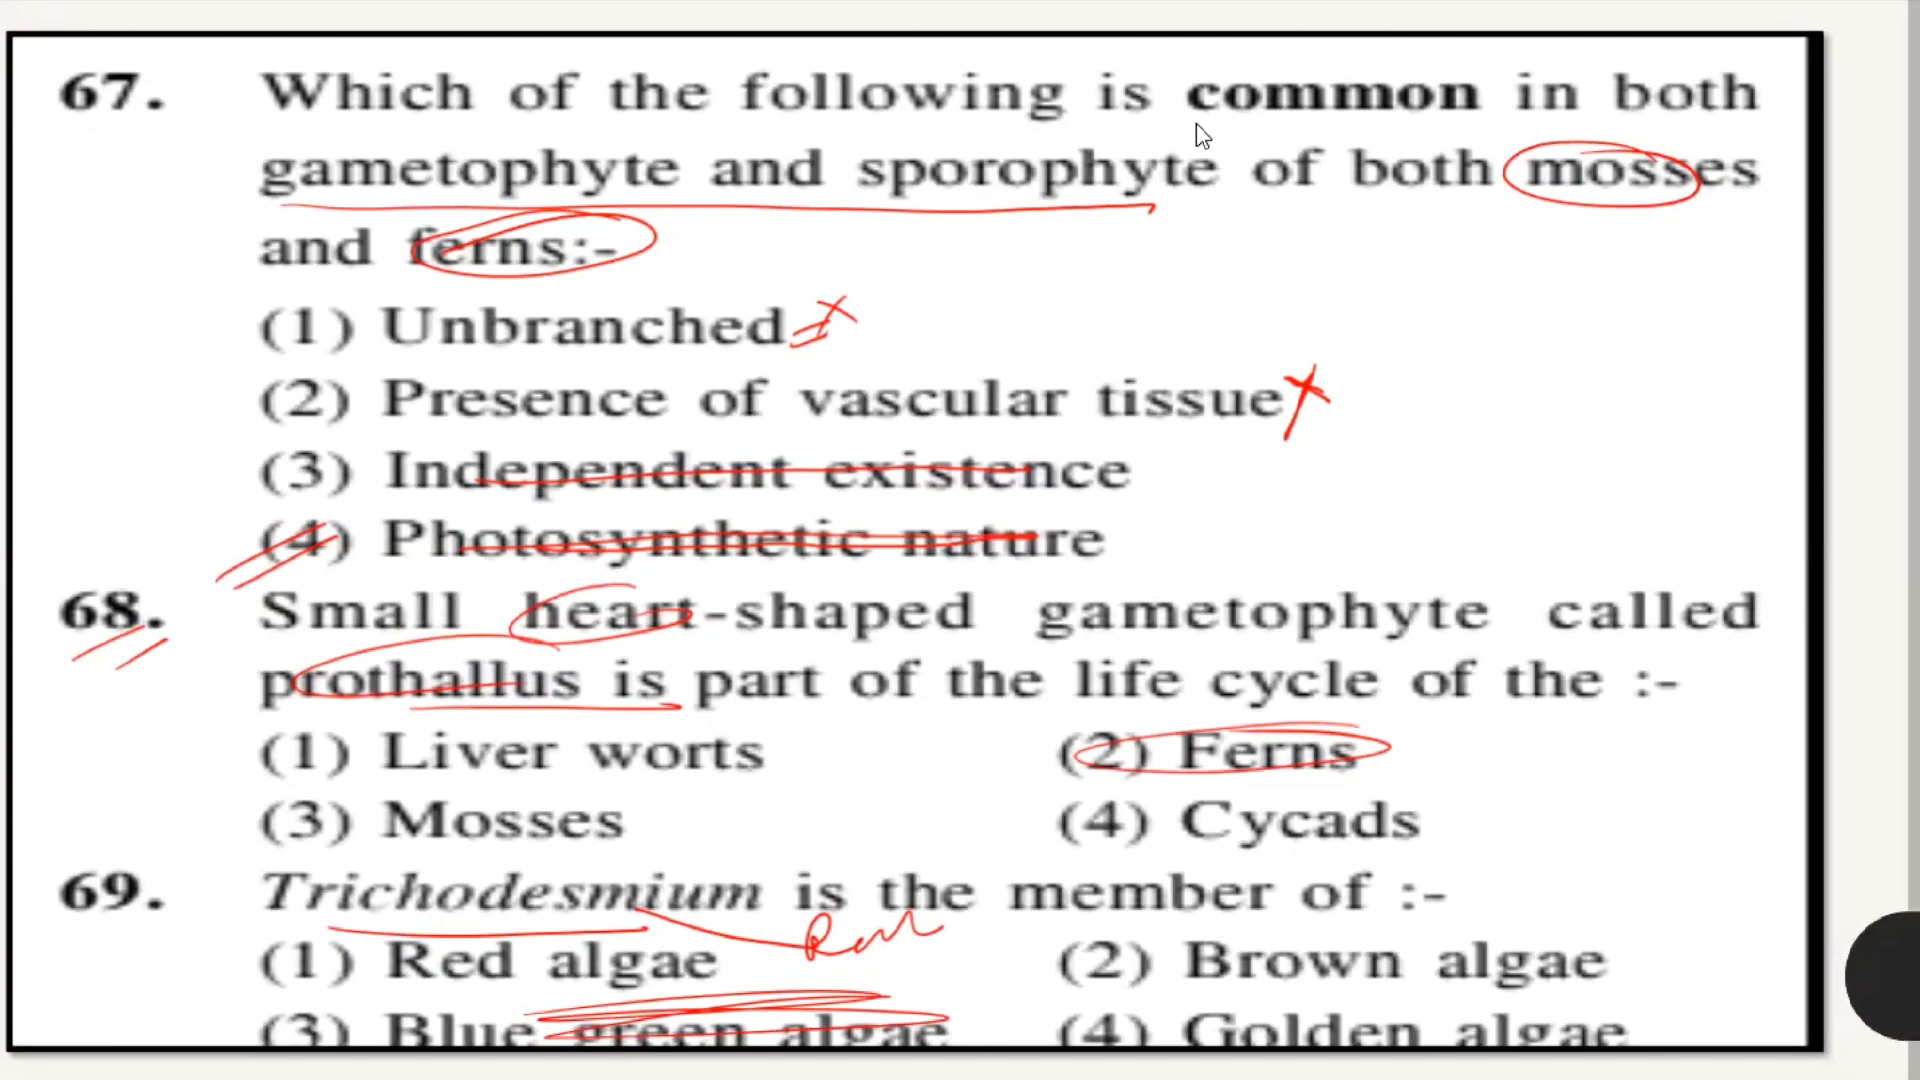 67. Which of the following is common in both
gametophyte and sporophyte of both mosses
and ferns:-
(1) Unbranched
(2) Presence of vascular tissue
(3) Independent existence
(4) Photosynthetic nature
68. Small heart-shaped gametophyte called
prothallus is part of the life cycle of the :-
(1) Liver worts (2) Ferns
(3) Mosses (4) Cycads
69. Trichodesmium is the member of :-
(1) Red algae (2) Brown algae
(3) Blue green algae (4) Golden algae